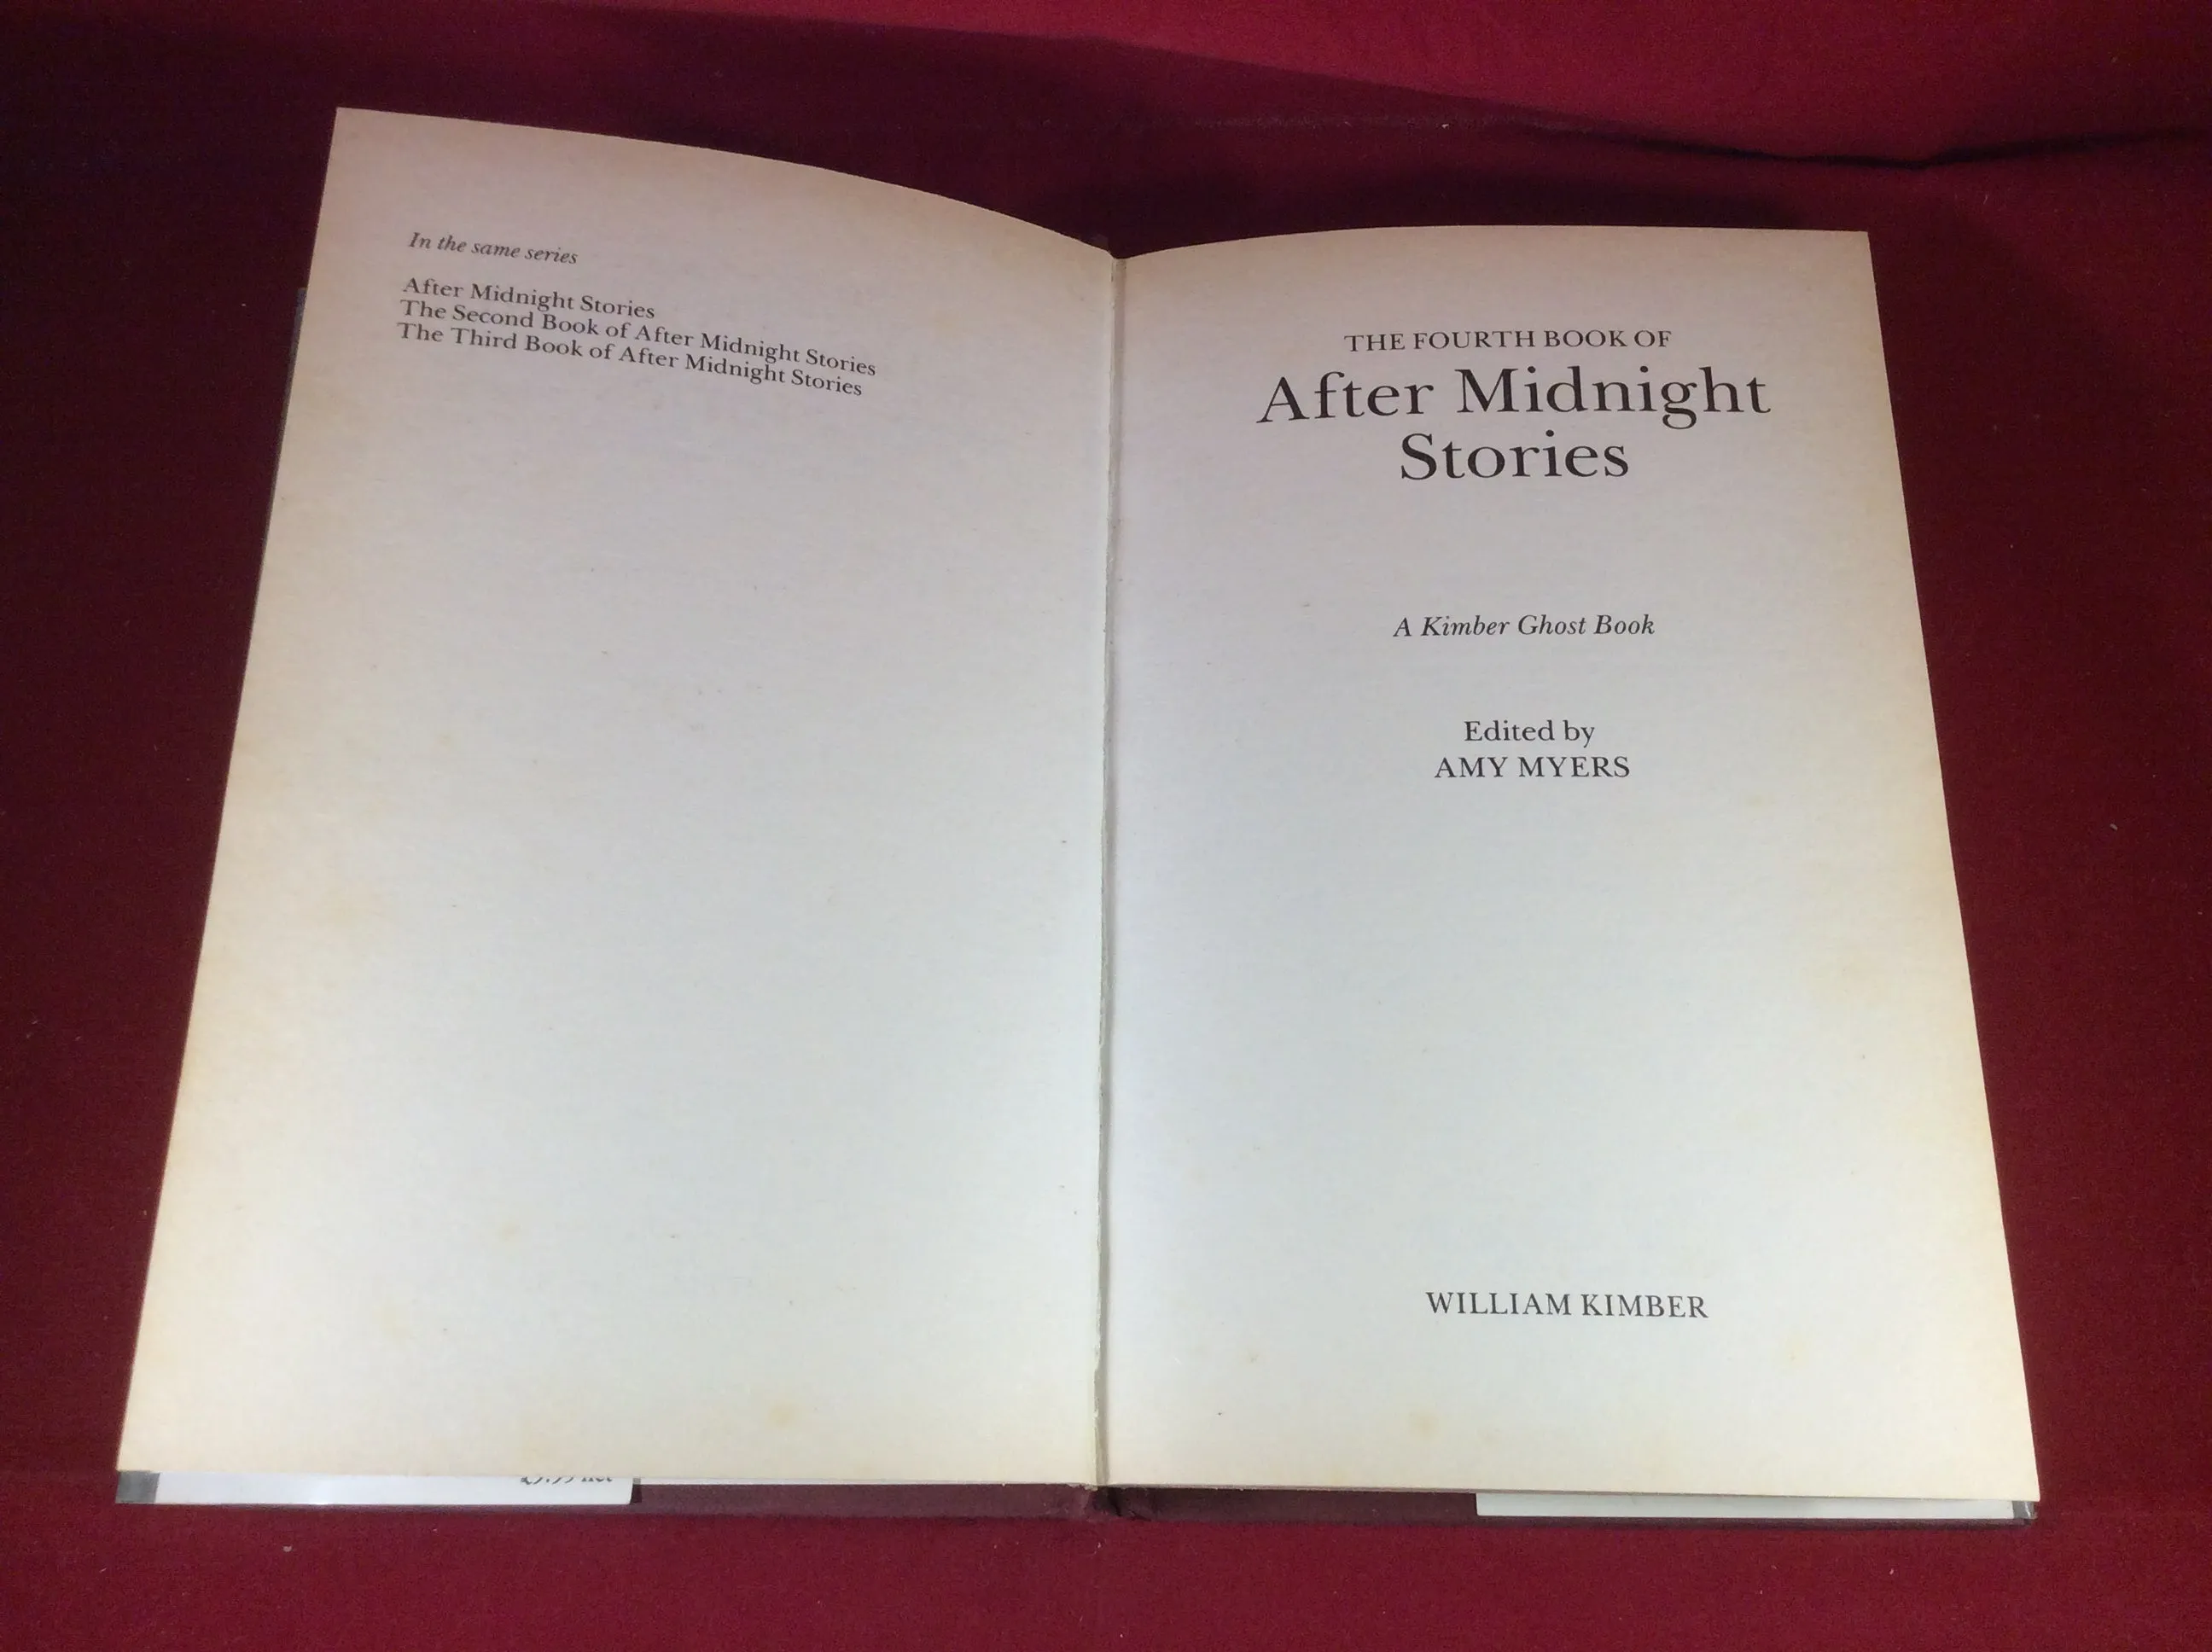 In the same series
After Midnight Stories
The Second Book of After Midnight Stories
The Third Book of After Midnight Stories
THE FOURTH BOOK OF
After Midnight
Stories
A Kimber Ghost Book
Edited by
AMY MYERS
WILLIAM KIMBER
net